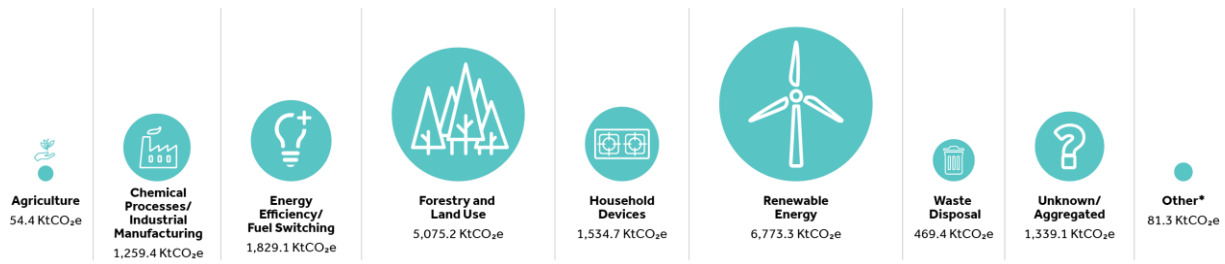 Agriculture
54.4 KtCO₂e
Chemical
Processes/
Industrial
Manufacturing
1,259.4 KtCO₂e
Energy
Efficiency/
Fuel Switching
1,829.1 KtCO₂e
Forestry and
Land Use
5,075.2 KtCO₂e
Household
Devices
1,534.7 KtCO₂e
Renewable
Energy
6,773.3 KtCO₂e
Waste
Disposal
469.4 KtCO₂e
?
Unknown/
Aggregated
1,339.1 KtCO₂e
Other*
81.3 KtCO₂e